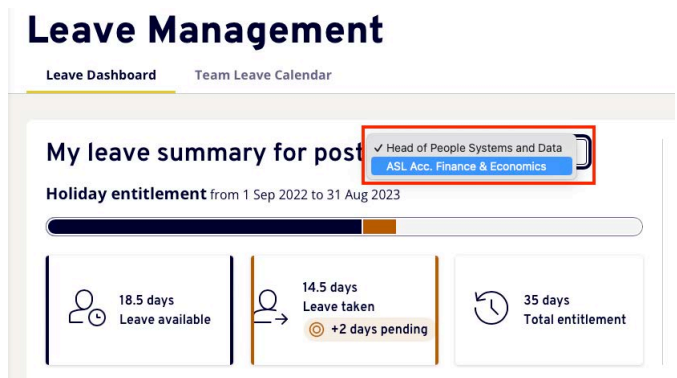 Leave Management
Leave Dashboard Team Leave Calendar
My leave summary for post
✓ Head of People Systems and Data
ASL Acc. Finance & Economics
Holiday entitlement from 1 Sep 2022 to 31 Aug 2023
18.5 days
Leave available
14.5 days
Leave taken
+2 days pending
35 days
Total entitlement